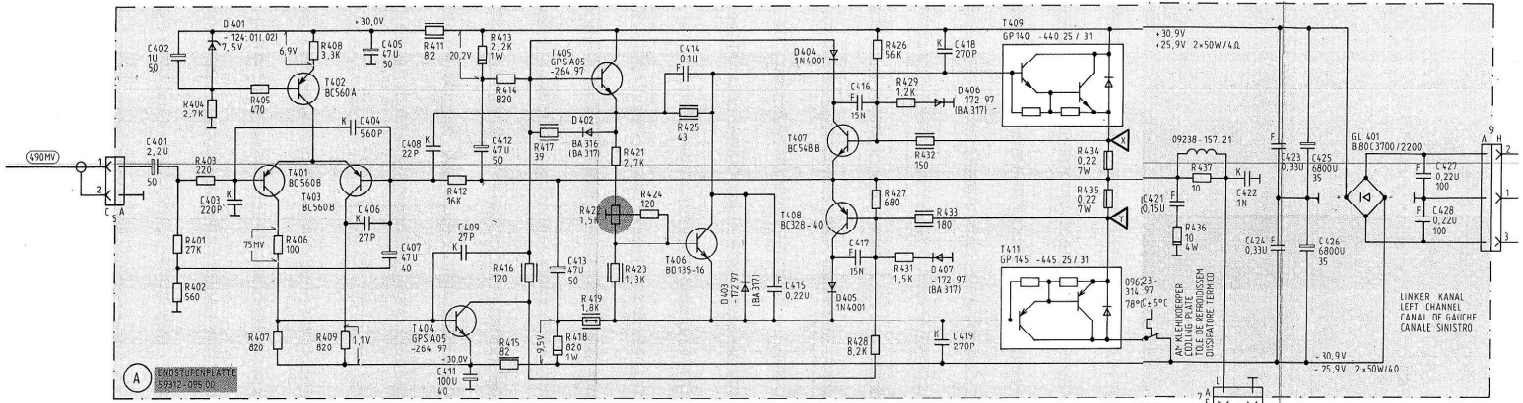 D401
-124.01(.02)
7,5V
C402
1U
50
6,9V
R408
3,3K
+30,0V
C405
47U
50
R411
82
R413
2,2K
1W
20,2V
R414
820
T405
GPSA05
-264 97
C414
0.1U
D404
1N4001
R426
56K
C418
270P
T409
GP140 -440 25 / 31
+30,9V
+25,9V 2x50W/4Ω
T402
BC560A
R404
2,7K
R405
470
C404
560P
C408
22P
C412
47U
50
R417
39
D402
BA 316
(BA317)
R421
2,7K
R425
43
C416
15N
R429
1,2K
D406
-172 97
(BA 317)
T407
BC548B
R432
150
X
R434
0,22
7W
09238-157.21
R437
10
C423
0,33U
C425
6800U
35
GL 401
B80C3700/2200
C427
0,22U
100
9
A H
2
1
3
490MV
1
2
C A
5
C401
2,2U
50
R403
220
T401
BC560B
T403
BC560B
C403
220P
C406
27P
R412
16K
R422
1,5K
R424
120
R427
680
R435
0,22
7W
C421
0,15U
C422
1N
C428
0,22U
100
R401
27K
75MV
R406
100
C407
47U
40
C409
27P
R416
120
C413
47U
50
R423
1,3K
T406
BD135-16
T408
BC328-40
R433
180
Y
R436
10
4W
C424
0,33U
C426
6800U
35
R402
560
C417
15N
R431
1,5K
D407
-172 97
(BA 317)
T411
GP 145 -445.25 / 31
D403
-172 97
(BA 317)
C415
0,22U
D405
1N4001
09623-
314.97
78°C±5°C
AM KUEHLKOERPER
COOLING PLATE
TOLE DE REFROIDISSEM
DISSIPATORE TERMICO
LINKER KANAL
LEFT CHANNEL
CANAL DE GAUCHE
CANALE SINISTRO
R407
820
R409
820
1,1V
T404
GPSA05
-264 97
+30,0V
C411
100U
40
R415
82
9,5V
R419
1,8K
R418
820
1W
R428
8,2K
C419
270P
-30,9V
-25,9V 2x50W/4Ω
A
ENDSTUFENPLATTE
59312-095.00
7 A